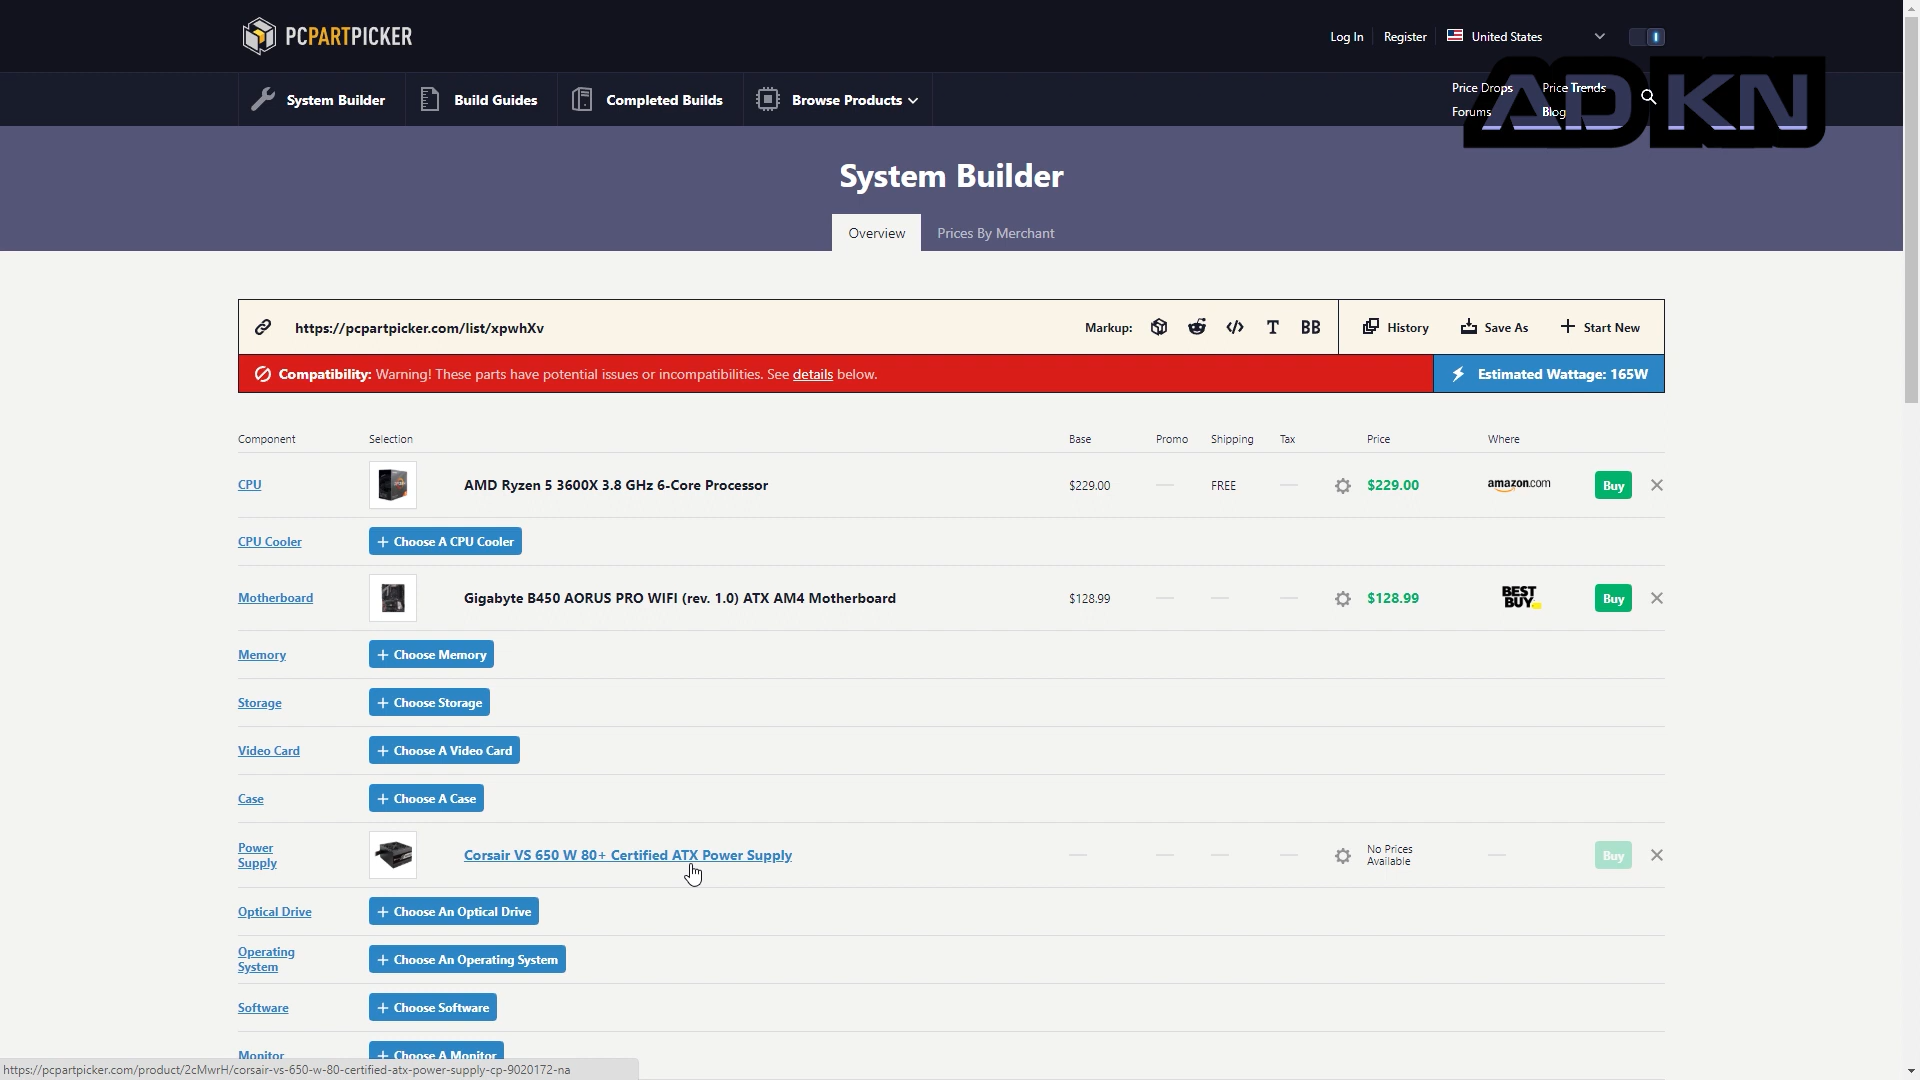 PCPARTPICKER
Log In
Register
United States
System Builder
Build Guides
Completed Builds
Browse Products
Price Drops
Price Trends
Forums
Blog
ADKN
System Builder
Overview
Prices By Merchant
https://pcpartpicker.com/list/xpwhXv
Markup:
T
BB
History
Save As
Start New
Compatibility: Warning! These parts have potential issues or incompatibilities. See details below.
Estimated Wattage: 165W
Component
Selection
Base
Promo
Shipping
Tax
Price
Where
CPU
AMD Ryzen 5 3600X 3.8 GHz 6-Core Processor
$229.00
FREE
$229.00
amazon.com
Buy
CPU Cooler
Choose A CPU Cooler
Motherboard
Gigabyte B450 AORUS PRO WIFI (rev. 1.0) ATX AM4 Motherboard
$128.99
$128.99
BEST
BUY
Buy
Memory
Choose Memory
Storage
Choose Storage
Video Card
Choose A Video Card
Case
Choose A Case
Power
Supply
Corsair VS 650 W 80+ Certified ATX Power Supply
No Prices
Available
Buy
Optical Drive
Choose An Optical Drive
Operating
System
Choose An Operating System
Software
Choose Software
Monitor
Choose A Monitor
https://pcpartpicker.com/product/2cMwrH/corsair-vs-650-w-80-certified-atx-power-supply-cp-9020172-na